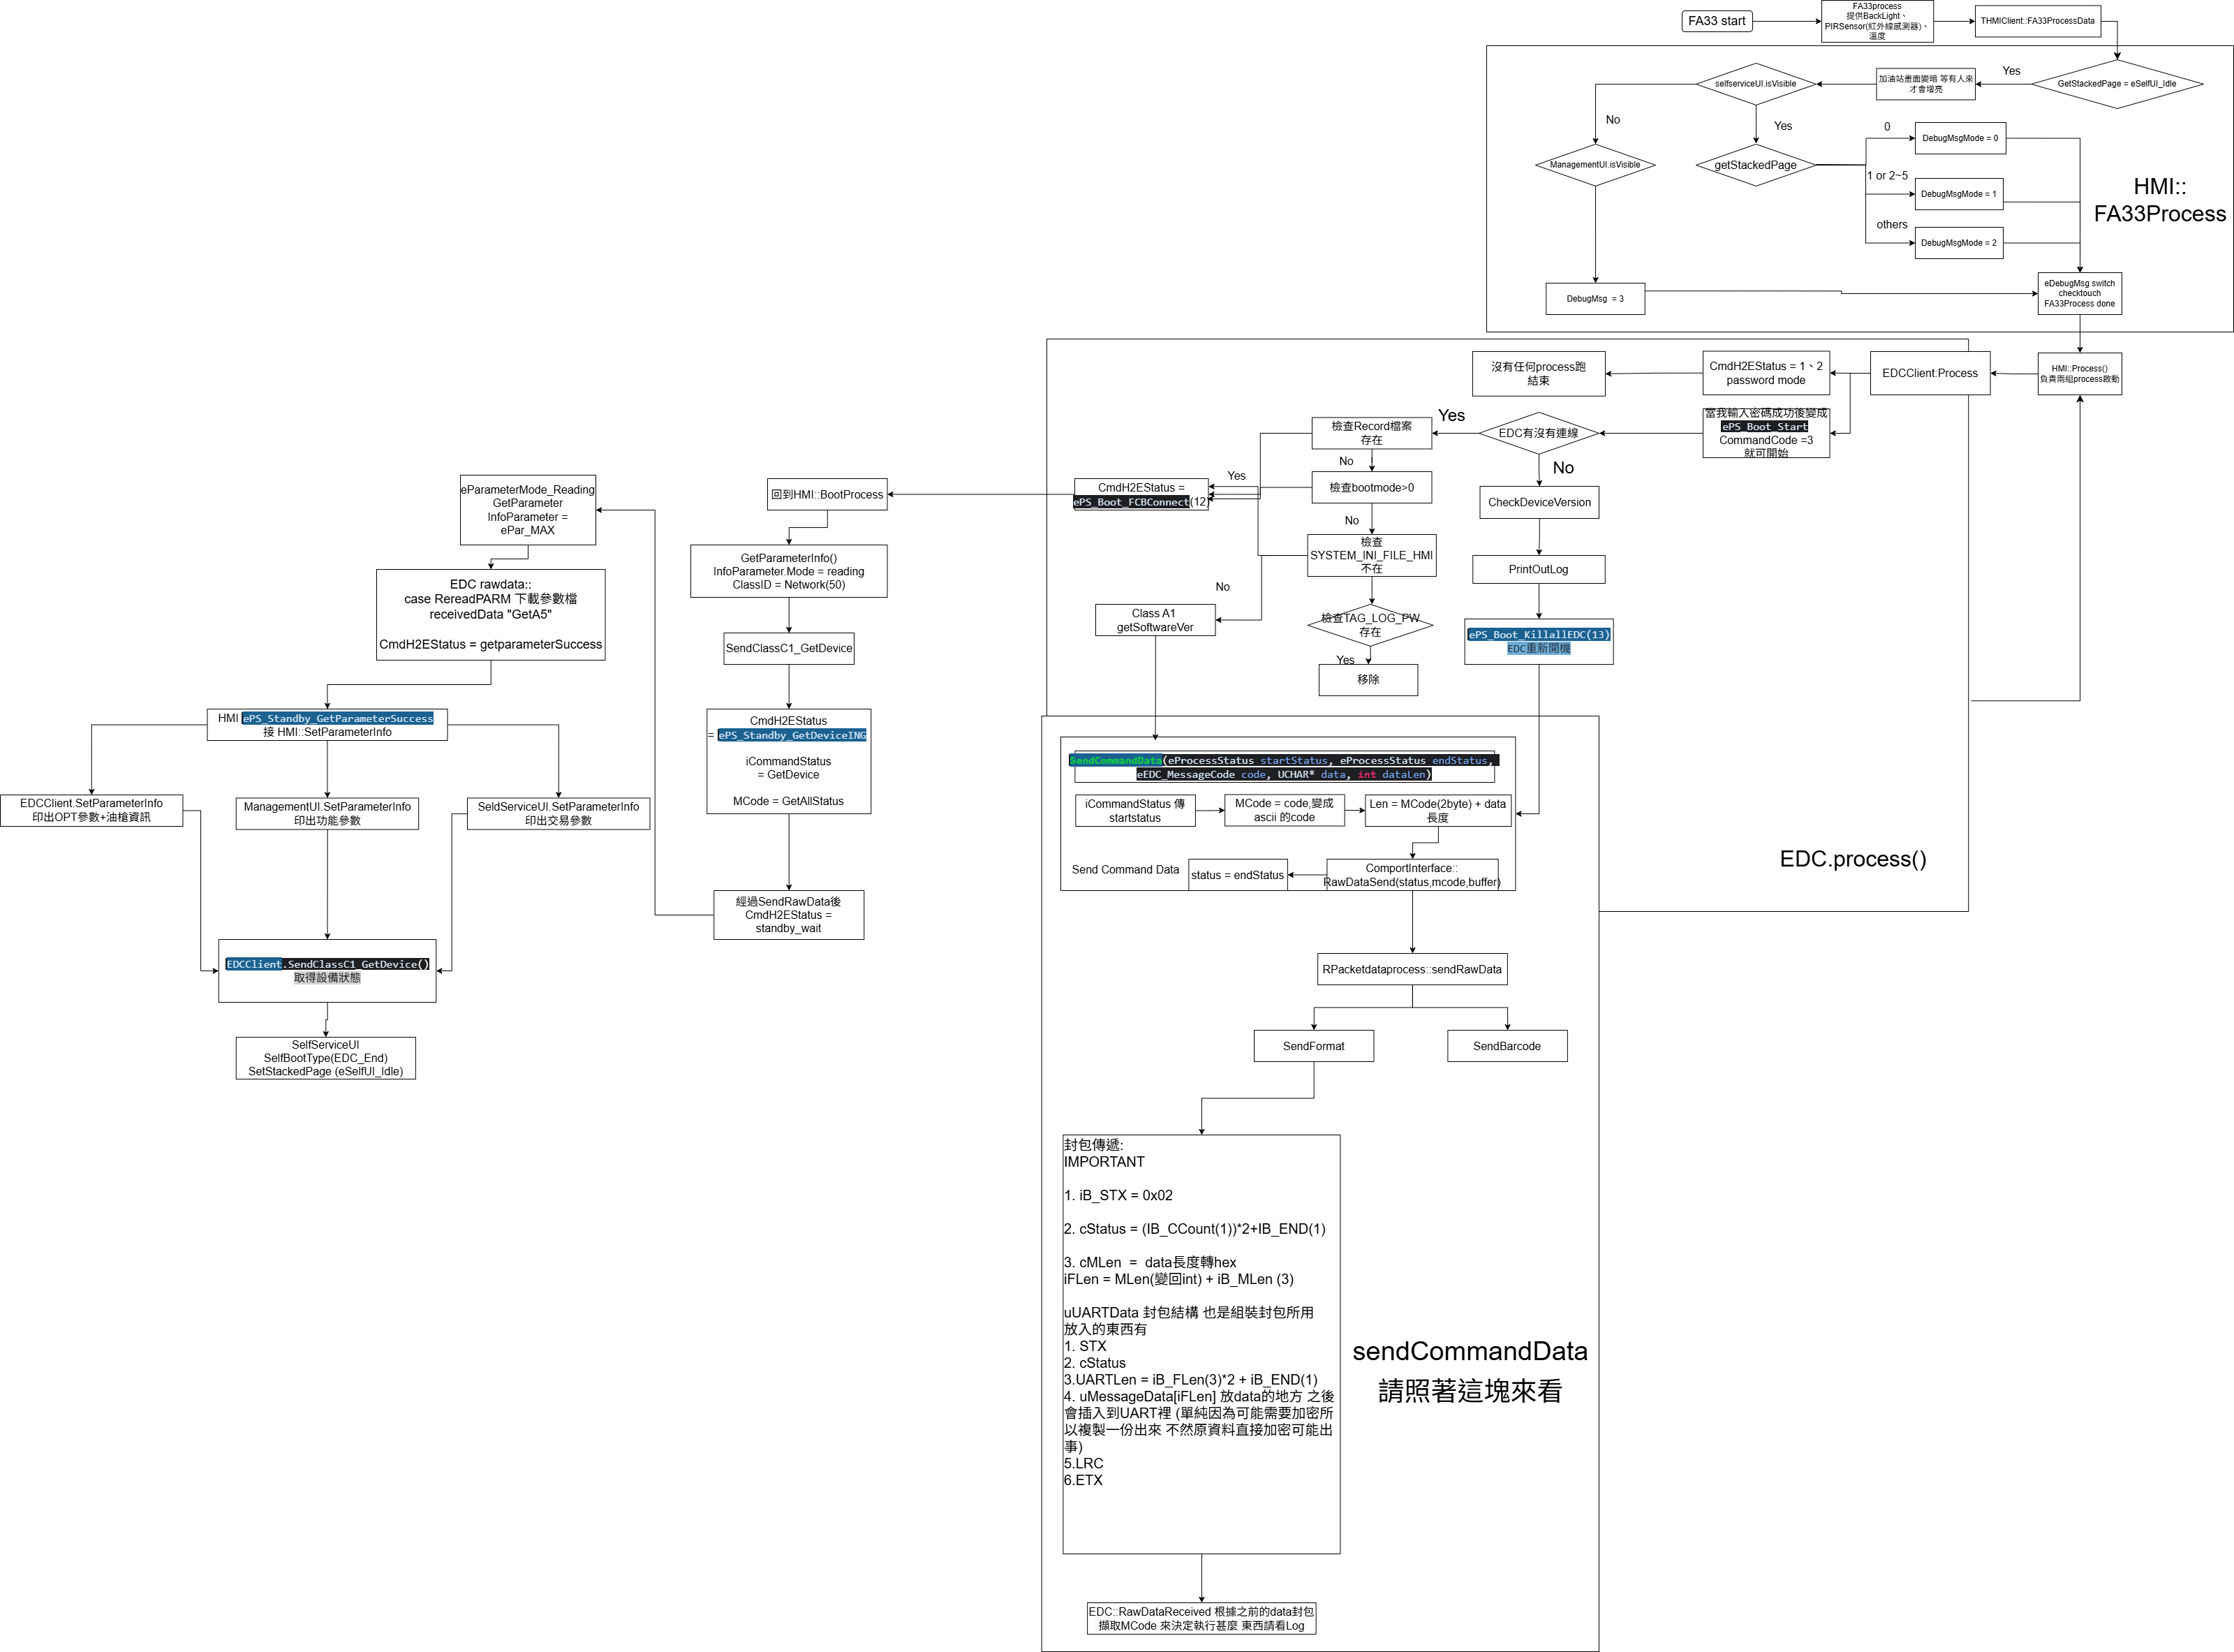 FA33 start
FA33process
提供BackLight、
PIRSensor(紅外線感測器)、
溫度
THMIClient::FA33ProcessData
GetStackedPage = eSelfUI_Idle
Yes
加油站畫面變暗 等有人來
才會增亮
selfserviceUI.isVisible
No
Yes
ManagementUI.isVisible
getStackedPage
0
DebugMsgMode = 0
1 or 2~5
DebugMsgMode = 1
others
DebugMsgMode = 2
HMI::
FA33Process
DebugMsg = 3
eDebugMsg switch
checktouch
FA33Process done
HMI::Process()
負責兩組process啟動
EDCClient:Process
CmdH2EStatus = 1、2
password mode
沒有任何process跑
結束
當我輸入密碼成功後變成
ePS_Boot_Start
CommandCode =3
就可開始
EDC有沒有連線
Yes
No
檢查Record檔案
存在
No
檢查bootmode>0
No
檢查
SYSTEM_INI_FILE_HMI
不在
檢查TAG_LOG_PW
存在
Yes
移除
CheckDeviceVersion
PrintOutLog
ePS_Boot_KillallEDC(13)
EDC重新開機
Yes
CmdH2EStatus =
ePS_Boot_FCBConnect(12)
No
Class A1
getSoftwareVer
EDC.process()
回到HMI::BootProcess
GetParameterInfo()
InfoParameter.Mode = reading
ClassID = Network(50)
SendClassC1_GetDevice
CmdH2EStatus
= ePS_Standby_GetDeviceING
iCommandStatus
= GetDevice
MCode = GetAllStatus
經過SendRawData後
CmdH2EStatus =
standby_wait
eParameterMode_Reading
GetParameter
InfoParameter =
ePar_MAX
EDC rawdata::
case RereadPARM 下載參數檔
receivedData "GetA5"
CmdH2EStatus = getparameterSuccess
HMI ePS_Standby_GetParameterSuccess
接 HMI::SetParameterInfo
EDCClient.SetParameterInfo
印出OPT參數+油槍資訊
ManagementUI.SetParameterInfo
印出功能參數
SeldServiceUI.SetParameterInfo
印出交易參數
EDCClient.SendClassC1_GetDevice()
取得設備狀態
SelfServiceUI
SelfBootType(EDC_End)
SetStackedPage (eSelfUI_Idle)
SendCommandData(eProcessStatus startStatus, eProcessStatus endStatus,
eEDC_MessageCode code, UCHAR* data, int dataLen)
iCommandStatus 傳
startstatus
MCode = code,變成
ascii 的code
Len = MCode(2byte) + data
長度
Send Command Data
status = endStatus
ComportInterface::
RawDataSend(status,mcode,buffer)
RPacketdataprocess::sendRawData
SendFormat
SendBarcode
封包傳遞:
IMPORTANT
1. iB_STX = 0x02
2. cStatus = (IB_CCount(1))*2+IB_END(1)
3. cMLen = data長度轉hex
iFLen = MLen(變回int) + iB_MLen (3)
uUARTData 封包結構 也是組裝封包所用
放入的東西有
1. STX
2. cStatus
3.UARTLen = iB_FLen(3)*2 + iB_END(1)
4. uMessageData[iFLen] 放data的地方 之後
會插入到UART裡 (單純因為可能需要加密所
以複製一份出來 不然原資料直接加密可能出
事)
5.LRC
6.ETX
sendCommandData
請照著這塊來看
EDC::RawDataReceived 根據之前的data封包
擷取MCode 來決定執行甚麼 東西請看Log